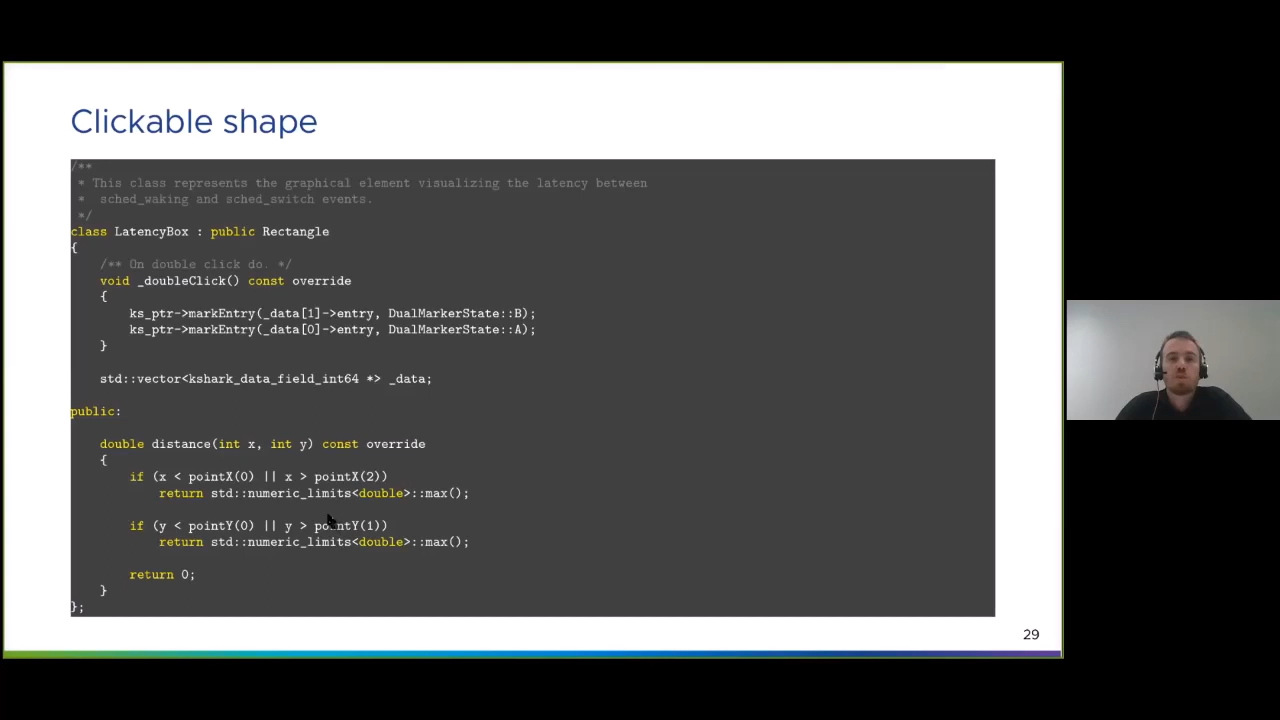 Clickable shape
/**
 * This class represents the graphical element visualizing the latency between
 *  sched_waking and sched_switch events.
 */
class LatencyBox : public Rectangle
{
    /** On double click do. */
    void _doubleClick() const override
    {
        ks_ptr->markEntry(_data[1]->entry, DualMarkerState::B);
        ks_ptr->markEntry(_data[0]->entry, DualMarkerState::A);
    }
    std::vector<kshark_data_field_int64 *> _data;
public:
    double distance(int x, int y) const override
    {
        if (x < pointX(0) || x > pointX(2))
            return std::numeric_limits<double>::max();
        if (y < pointY(0) || y > pointY(1))
            return std::numeric_limits<double>::max();
        return 0;
    }
};
29